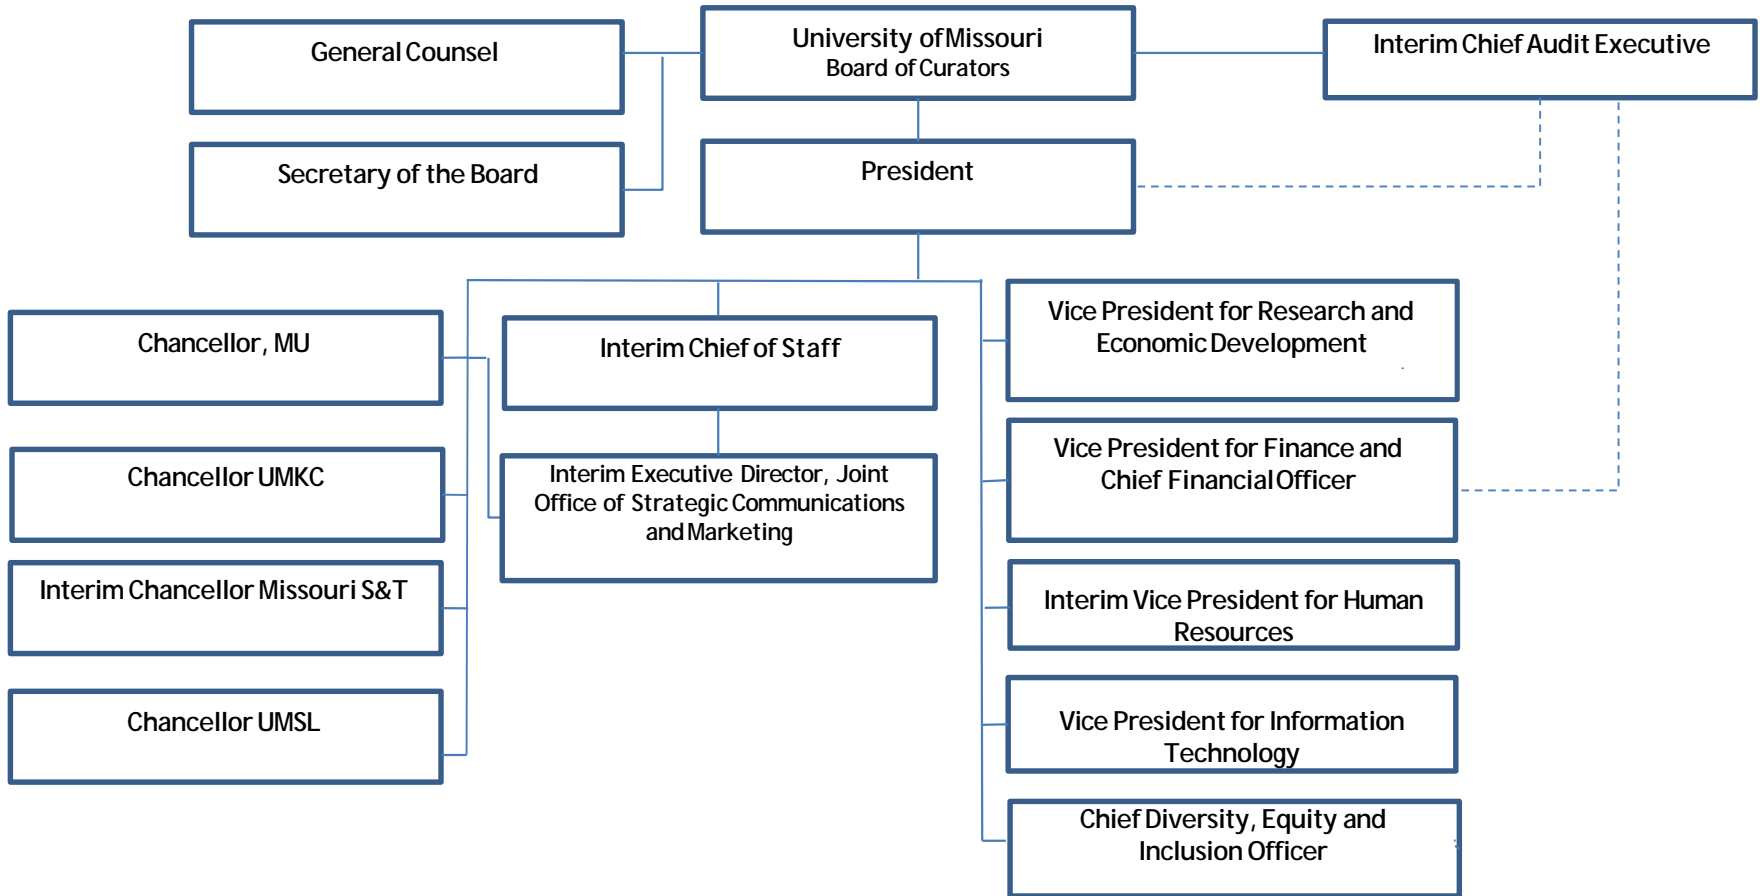 General Counsel
University of Missouri
Board of Curators
Interim Chief Audit Executive
Secretary of the Board
President
Chancellor, MU
Interim Chief of Staff
Vice President for Research and
Economic Development
Chancellor UMKC
Interim Executive Director, Joint
Office of Strategic Communications
and Marketing
Vice President for Finance and
Chief Financial Officer
Interim Chancellor Missouri S&T
Interim Vice President for Human
Resources
Chancellor UMSL
Vice President for Information
Technology
Chief Diversity, Equity and
Inclusion Officer